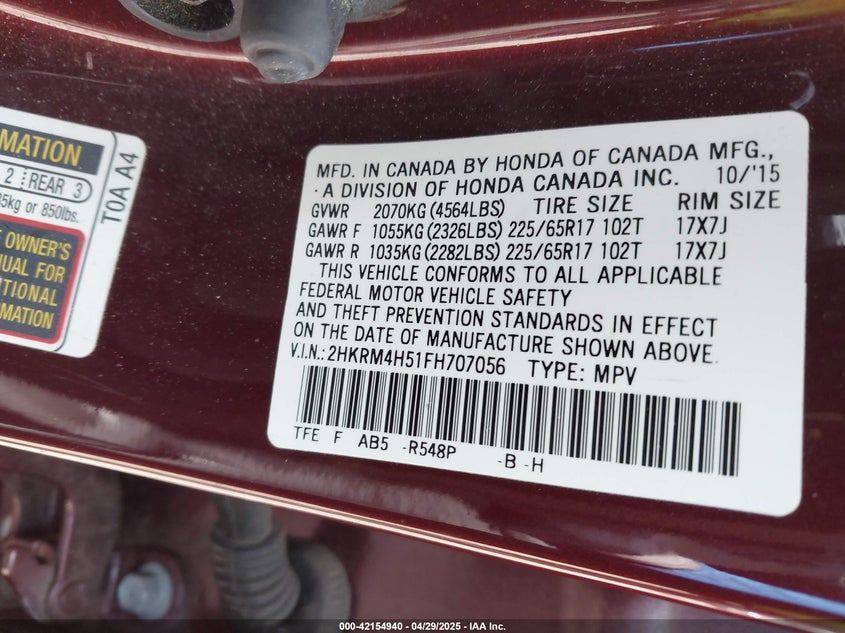 MATION
2 REAR 3
5kg or 850lbs.
OWNER'S
UAL FOR
ITIONAL
MATION
TOA A4
MFD. IN CANADA BY HONDA OF CANADA MFG.,
A DIVISION OF HONDA CANADA INC. 10/'15
GVWR 2070KG (4564LBS) TIRE SIZE RIM SIZE
GAWR F 1055KG (2326LBS) 225/65R17 102T 17X7J
GAWR R 1035KG (2282LBS) 225/65R17 102T 17X7J
THIS VEHICLE CONFORMS TO ALL APPLICABLE
FEDERAL MOTOR VEHICLE SAFETY
AND THEFT PREVENTION STANDARDS IN EFFECT
ON THE DATE OF MANUFACTURE SHOWN ABOVE.
V.I.N.: 2HKRM4H51FH707056 TYPE: MPV
TFE F AB5 -R548P -B -H
000-42154940 - 04/29/2025 - IAA Inc.